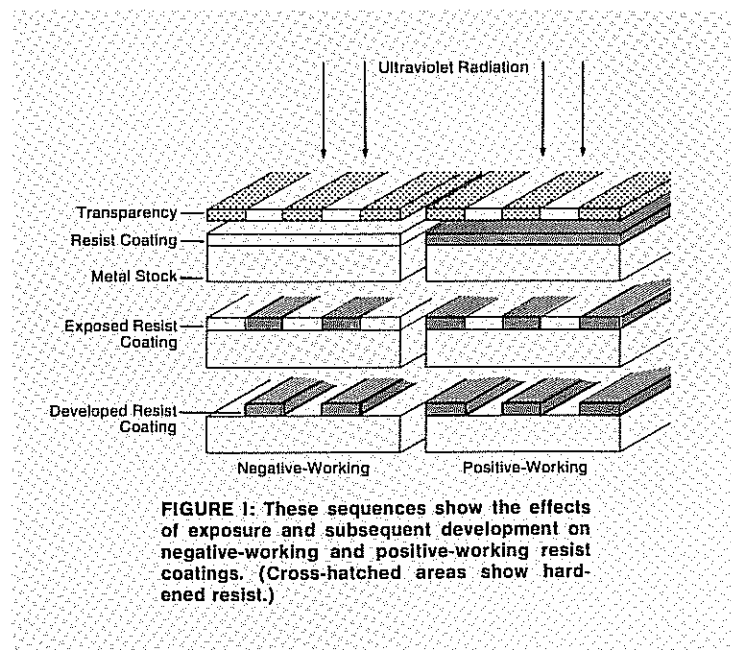 Ultraviolet Radiation
Transparency
Resist Coating
Metal Stock
Exposed Resist
Coating
Developed Resist
Coating
Negative-Working
Positive-Working
FIGURE I: These sequences show the effects
of exposure and subsequent development on
negative-working and positive-working resist
coatings. (Cross-hatched areas show hard-
ened resist.)